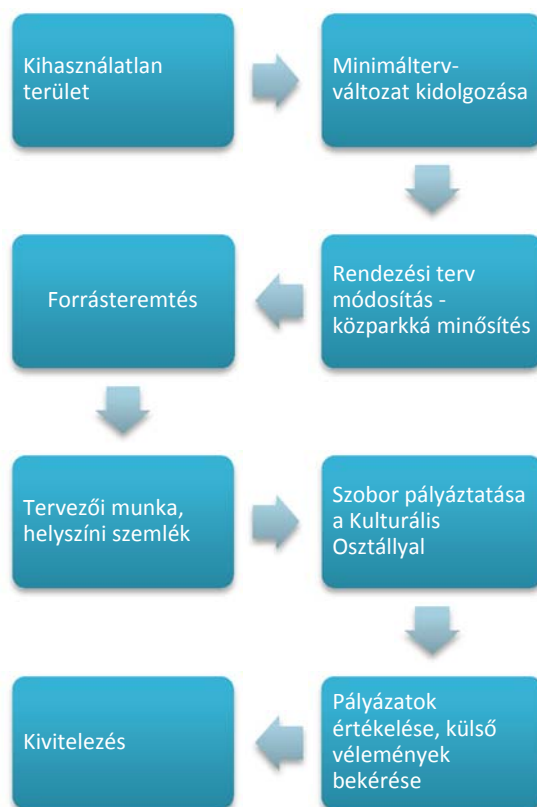 Kihasználatlan
terület
Minimálterv-
változat kidolgozása
Rendezési terv
módosítás -
közparkká minősítés
Forrásteremtés
Tervezői munka,
helyszíni szemlék
Szobor pályáztatása
a Kulturális
Osztállyal
Pályázatok
értékelése, külső
vélemények
bekérése
Kivitelezés